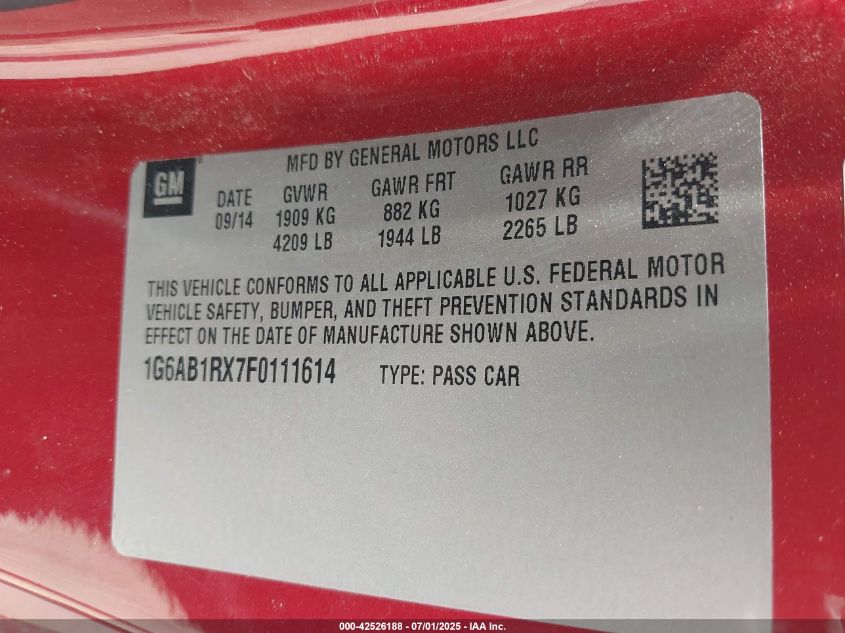 MFD BY GENERAL MOTORS LLC
GM
DATE GVWR GAWR FRT GAWR RR
09/14 1909 KG 882 KG 1027 KG
4209 LB 1944 LB 2265 LB
THIS VEHICLE CONFORMS TO ALL APPLICABLE U.S. FEDERAL MOTOR
VEHICLE SAFETY, BUMPER, AND THEFT PREVENTION STANDARDS IN
EFFECT ON THE DATE OF MANUFACTURE SHOWN ABOVE.
1G6AB1RX7F0111614 TYPE: PASS CAR
000-42526188 - 07/01/2025 - IAA Inc.